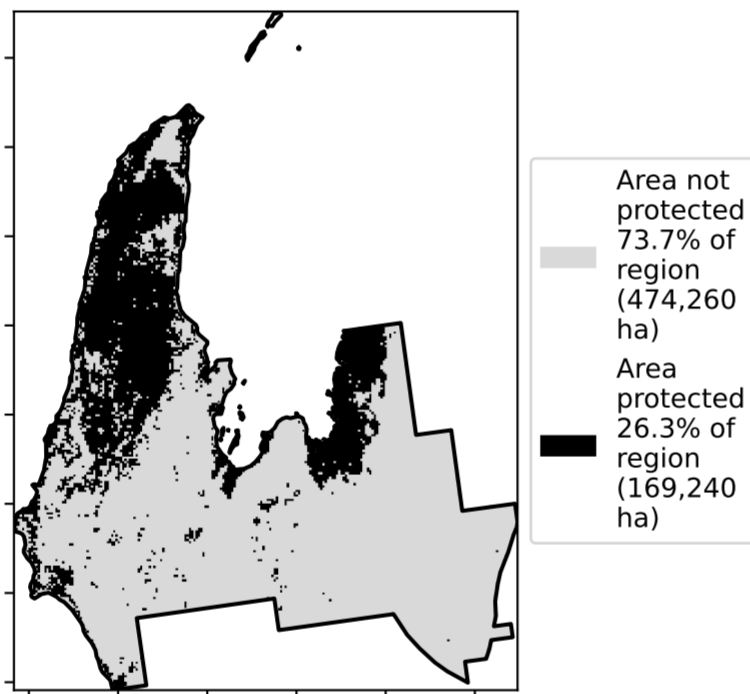 Area not
protected
73.7% of
region
(474,260
ha)
Area
protected
26.3% of
region
(169,240
ha)